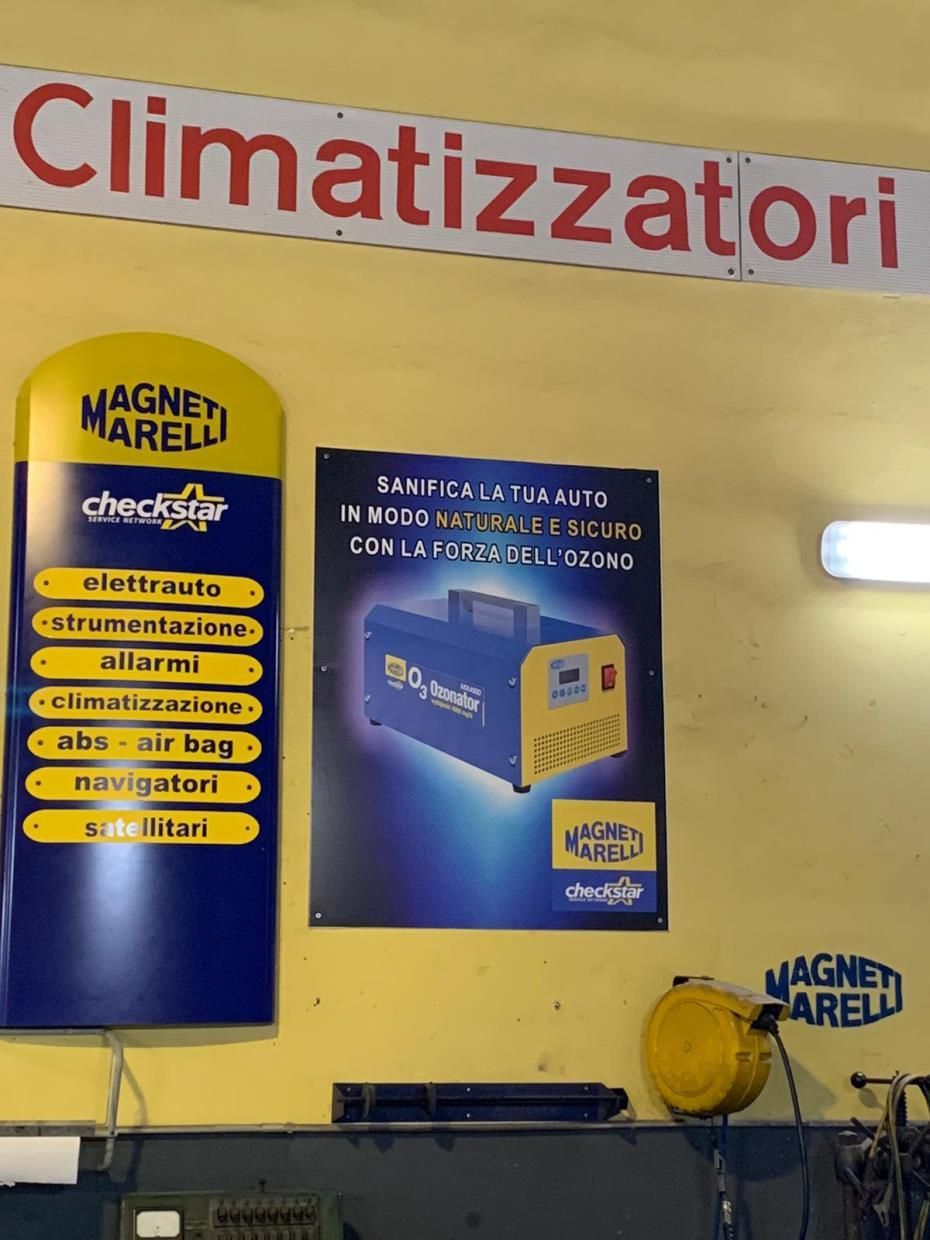 Climatizzatori
MAGNETI
MARELLI
checkstar
SERVICE NETWORK
elettrauto
strumentazione
allarmi
climatizzazione
abs - air bag
navigatori
satellitari
SANIFICA LA TUA AUTO
IN MODO NATURALE E SICURO
CON LA FORZA DELL'OZONO
O3 Ozonator
MX4000
MAGNETI
MARELLI
checkstar
SERVICE NETWORK
MAGNETI
MARELLI